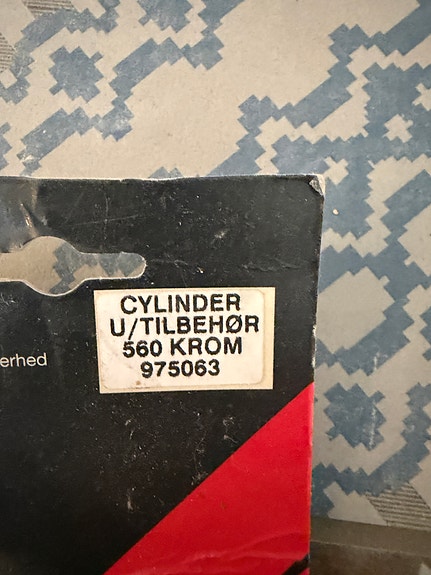 CYLINDER
U/TILBEHØR
560 KROM
975063
erhed